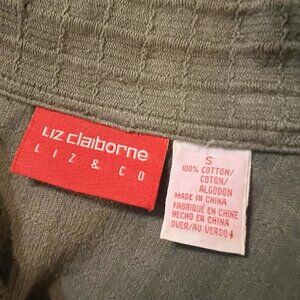 LIZ CLAIBORNE
LIZ & CO
S
100% COTTON/
COTON/
ALGODON
MADE IN CHINA
FABRIQUÉ EN CHINE
HECHO EN CHINA
OVER/AU VERSO